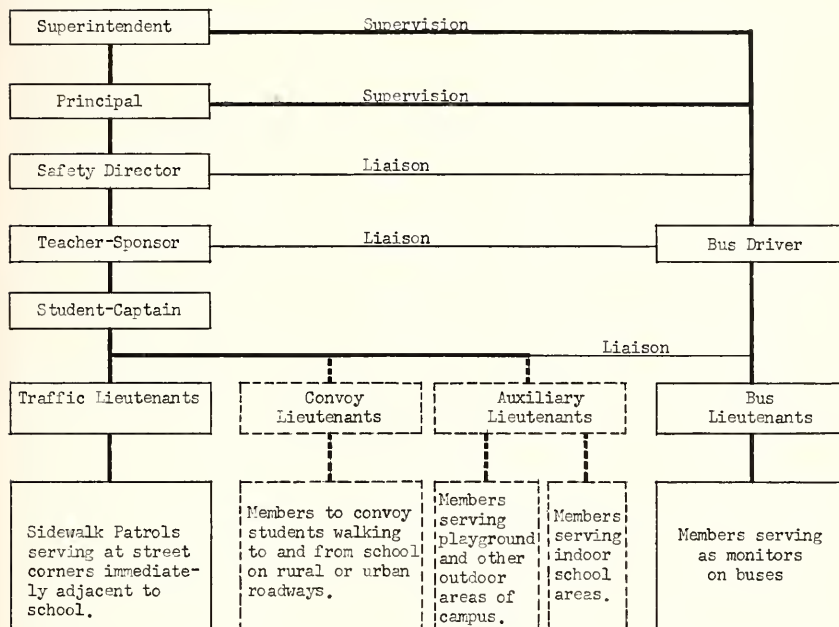 Superintendent
Supervision
Principal
Supervision
Safety Director
Liaison
Teacher-Sponsor
Liaison
Bus Driver
Student-Captain
Liaison
Traffic Lieutenants
Convoy
Lieutenants
Auxiliary
Lieutenants
Bus
Lieutenants
Sidewalk Patrols
serving at street
corners immediate-
ly adjacent to
school.
Members to convoy
students walking
to and from school
on rural or urban
roadways.
Members
serving
playground
and other
outdoor
areas of
campus.
Members
serving
indoor
school
areas.
Members serving
as monitors
on buses